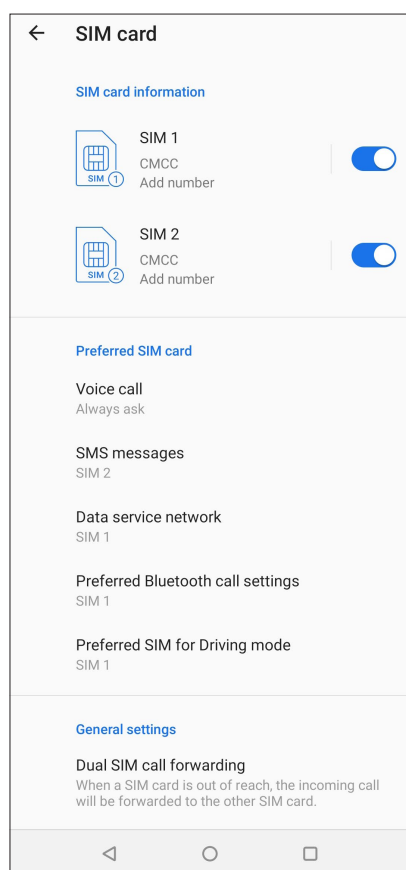 SIM card
SIM card information
SIM 1
CMCC
Add number
SIM 1
SIM 2
CMCC
Add number
SIM 2
Preferred SIM card
Voice call
Always ask
SMS messages
SIM 2
Data service network
SIM 1
Preferred Bluetooth call settings
SIM 1
Preferred SIM for Driving mode
SIM 1
General settings
Dual SIM call forwarding
When a SIM card is out of reach, the incoming call
will be forwarded to the other SIM card.